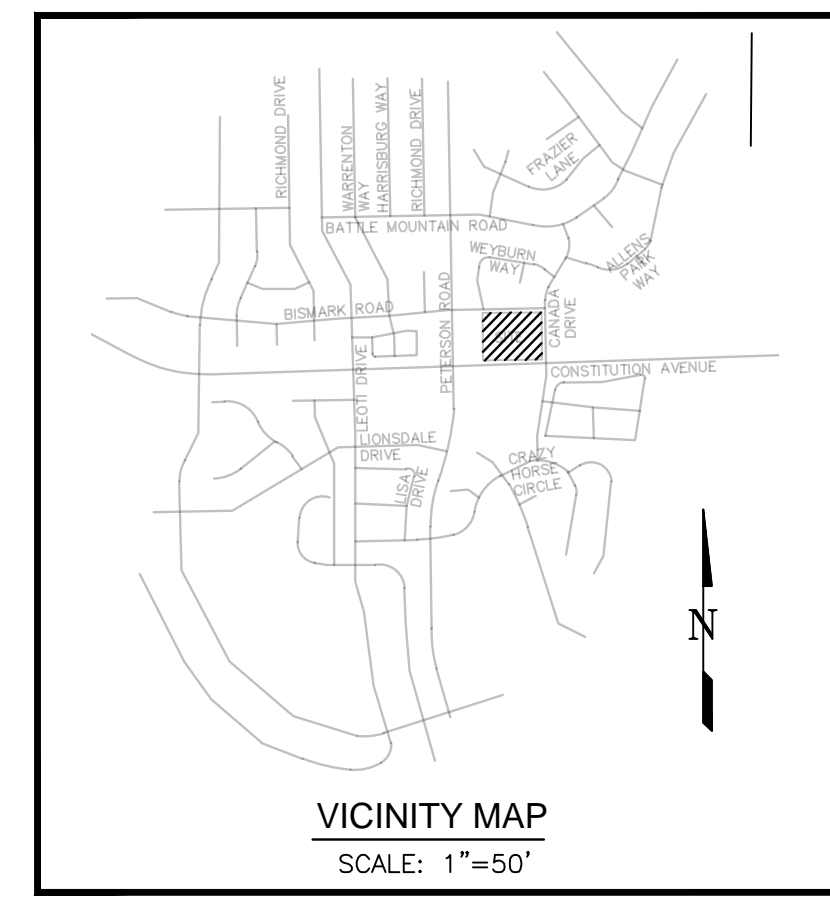 RICHMOND DRIVE
WARRENTON
WAY
HARRISBURG WAY
RICHMOND DRIVE
FRAZIER
LANE
BATTLE MOUNTAIN ROAD
WEYBURN
WAY
ALLENS
PARK
WAY
BISMARK ROAD
PETERSON ROAD
CANADA
DRIVE
CONSTITUTION AVENUE
LEOTI DRIVE
LIONSDALE
DRIVE
LISA
DRIVE
CRAZY
HORSE
CIRCLE
N
VICINITY MAP
SCALE: 1"=50'